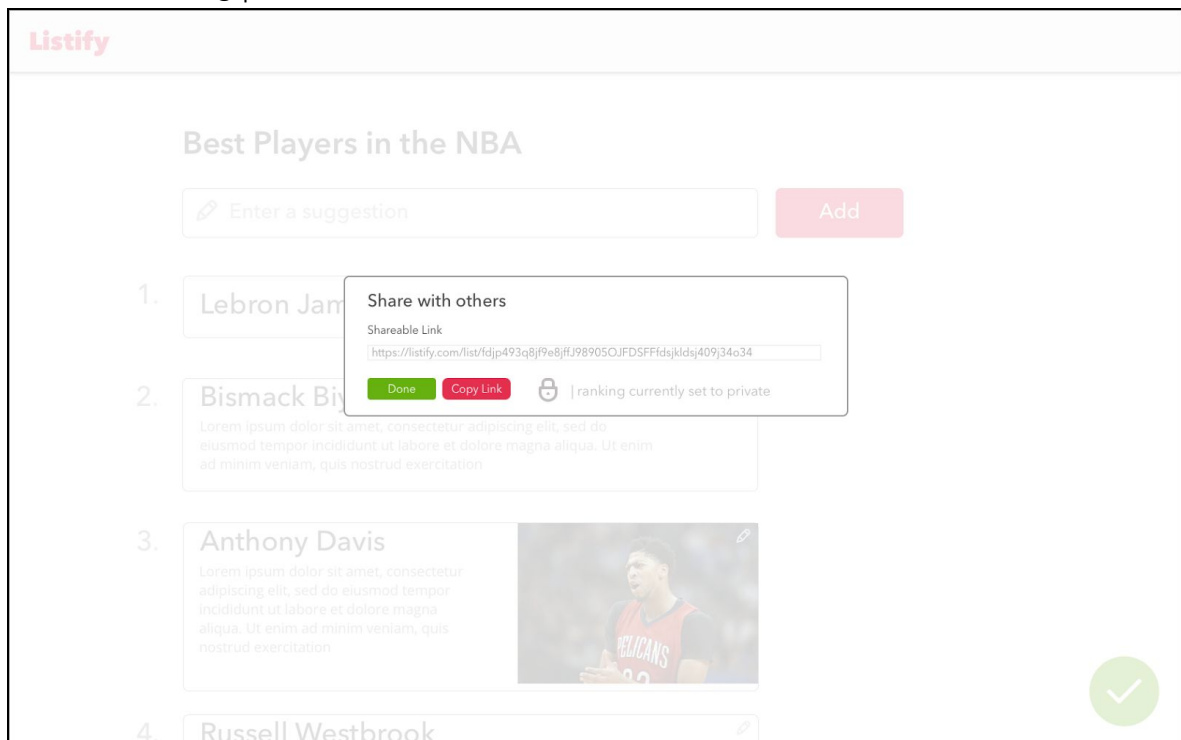 Listify
Best Players in the NBA
Enter a suggestion
Add
1.
Lebron Jam
Share with others
Shareable Link
https://listify.com/list/fdjp493q8jf9e8jffJ98905OJFDSFFfdsjkldsj409j34o34
Done
Copy Link
| ranking currently set to private
2.
Bismack Biy
Lorem ipsum dolor sit amet, consectetur adipiscing elit, sed do
eiusmod tempor incididunt ut labore et dolore magna aliqua. Ut enim
ad minim veniam, quis nostrud exercitation
3.
Anthony Davis
Lorem ipsum dolor sit amet, consectetur
adipiscing elit, sed do eiusmod tempor
incididunt ut labore et dolore magna
aliqua. Ut enim ad minim veniam, quis
nostrud exercitation
PELICANS
4.
Russell Westbrook